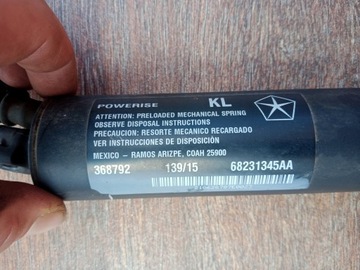 POWERISE KL
ATTENTION: PRELOADED MECHANICAL SPRING
OBSERVE DISPOSAL INSTRUCTIONS
PRECAUCION: RESORTE MECANICO RECARGADO
VER INSTRUCCIONES DE DISPOSICIÓN
MEXICO - RAMOS ARIZPE, COAH 25900
368792 139/15 68231345AA